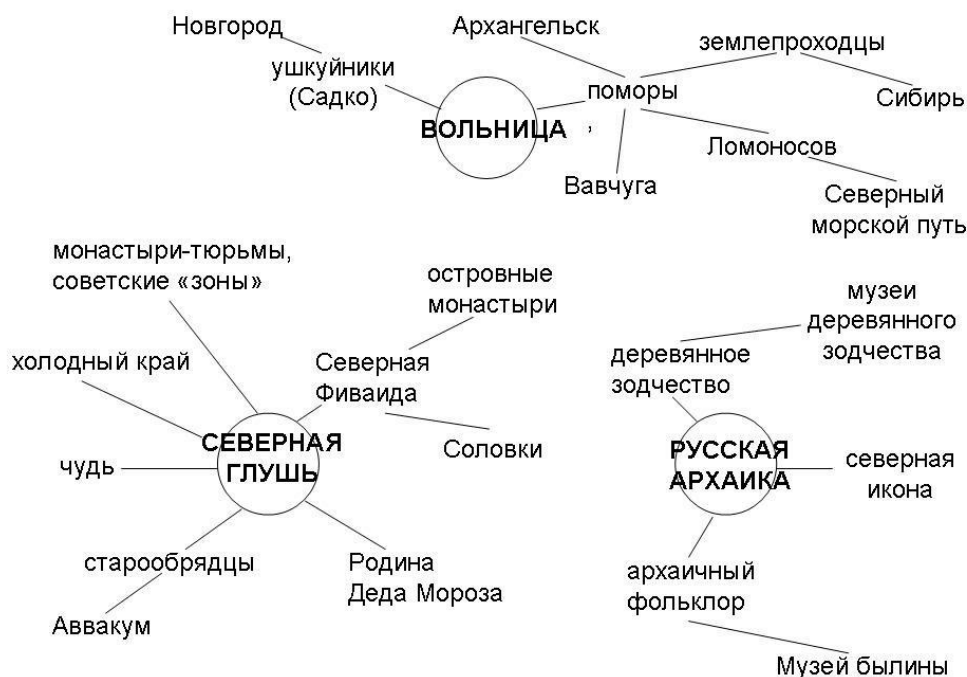 Новгород
ушкуйники
(Садко)
ВОЛЬНИЦА ,
Архангельск
поморы
землепроходцы
Сибирь
Ломоносов
Северный
морской путь
Вавчуга
монастыри-тюрьмы,
советские «зоны»
островные
монастыри
холодный край
Северная
Фиваида
СЕВЕРНАЯ
ГЛУШЬ
Соловки
чудь
старообрядцы
Аввакум
Родина
Деда Мороза
музеи
деревянного
зодчества
деревянное
зодчество
РУССКАЯ
АРХАИКА
северная
икона
архаичный
фольклор
Музей былины